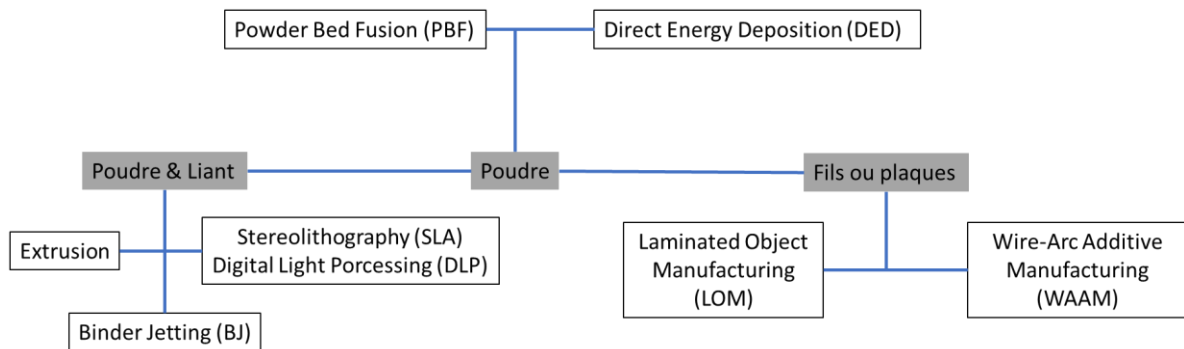 Powder Bed Fusion (PBF)
Direct Energy Deposition (DED)
Poudre & Liant
Poudre
Fils ou plaques
Extrusion
Stereolithography (SLA)
Digital Light Porcessing (DLP)
Binder Jetting (BJ)
Laminated Object
Manufacturing
(LOM)
Wire-Arc Additive
Manufacturing
(WAAM)